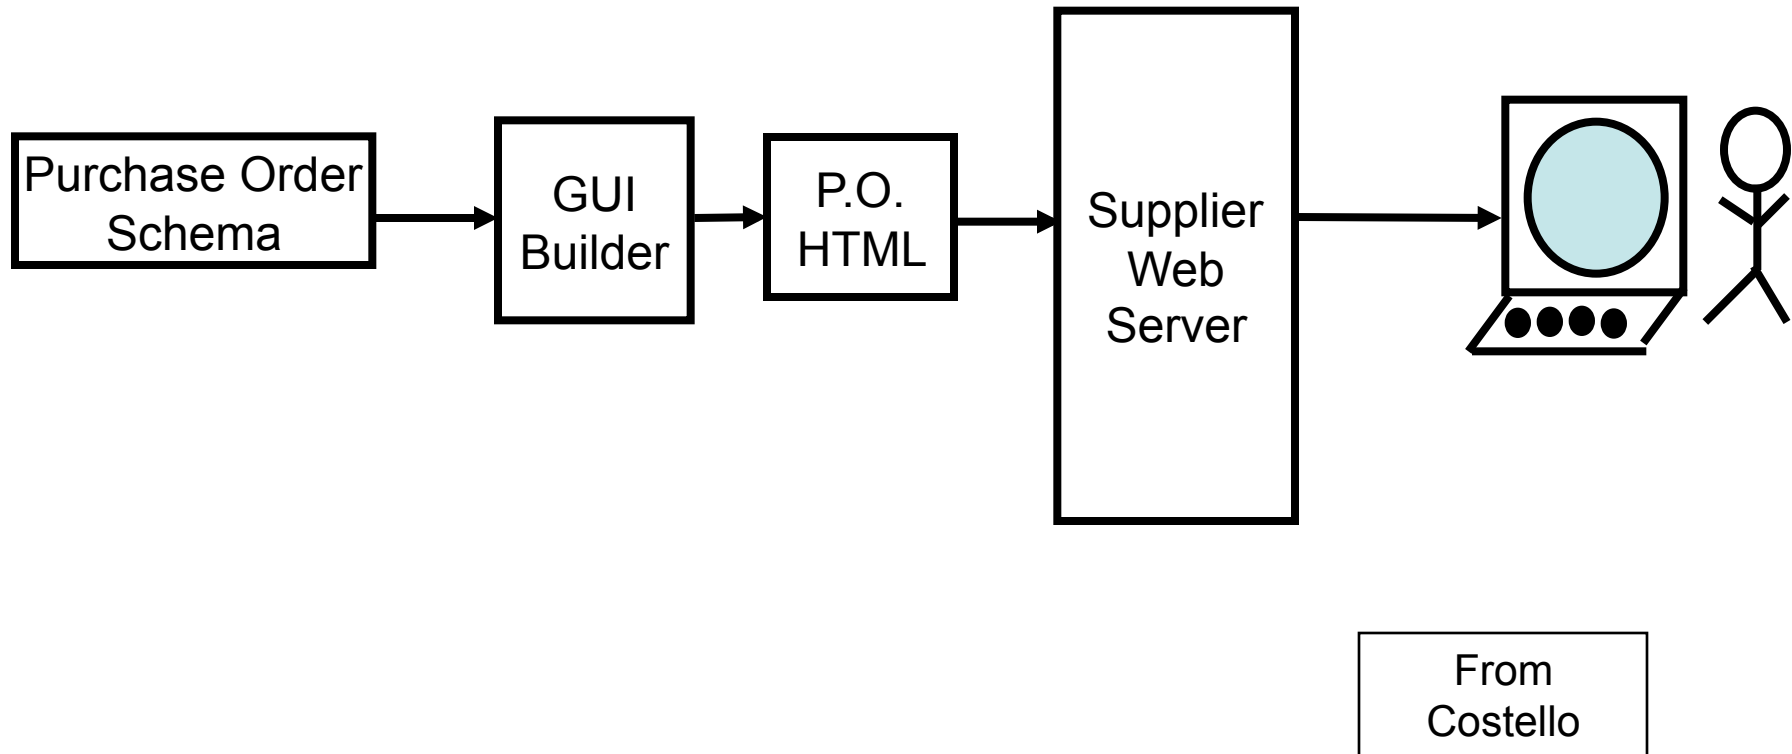 Purchase Order
Schema
GUI
Builder
P.O.
HTML
Supplier
Web
Server
From
Costello